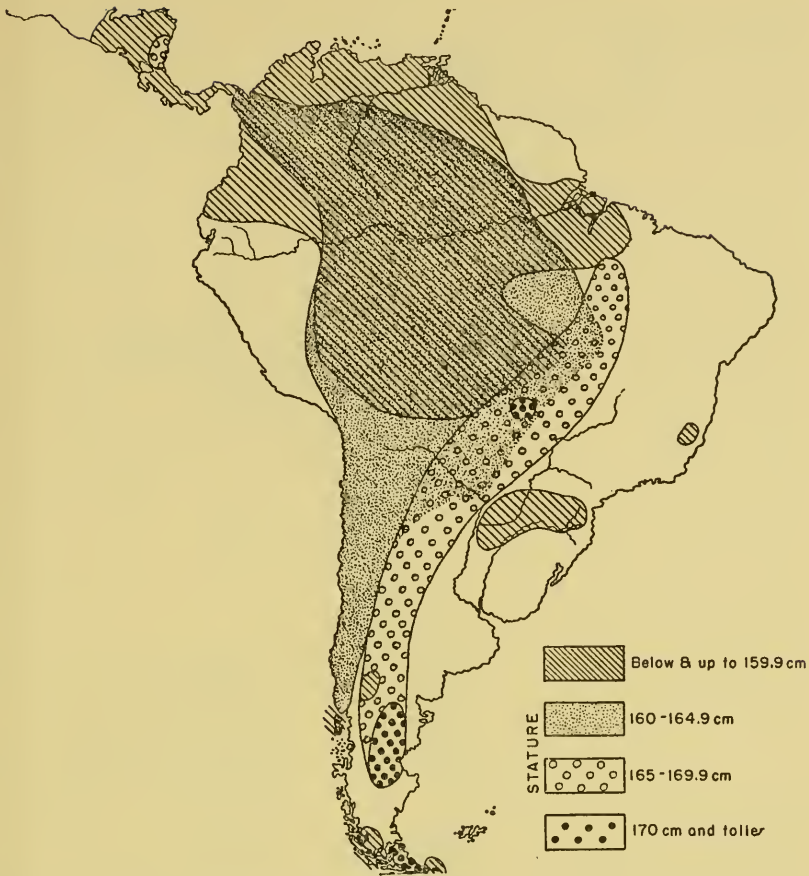 STATURE
Below & up to 159.9 cm
160-164.9 cm
165-169.9 cm
170 cm and taller